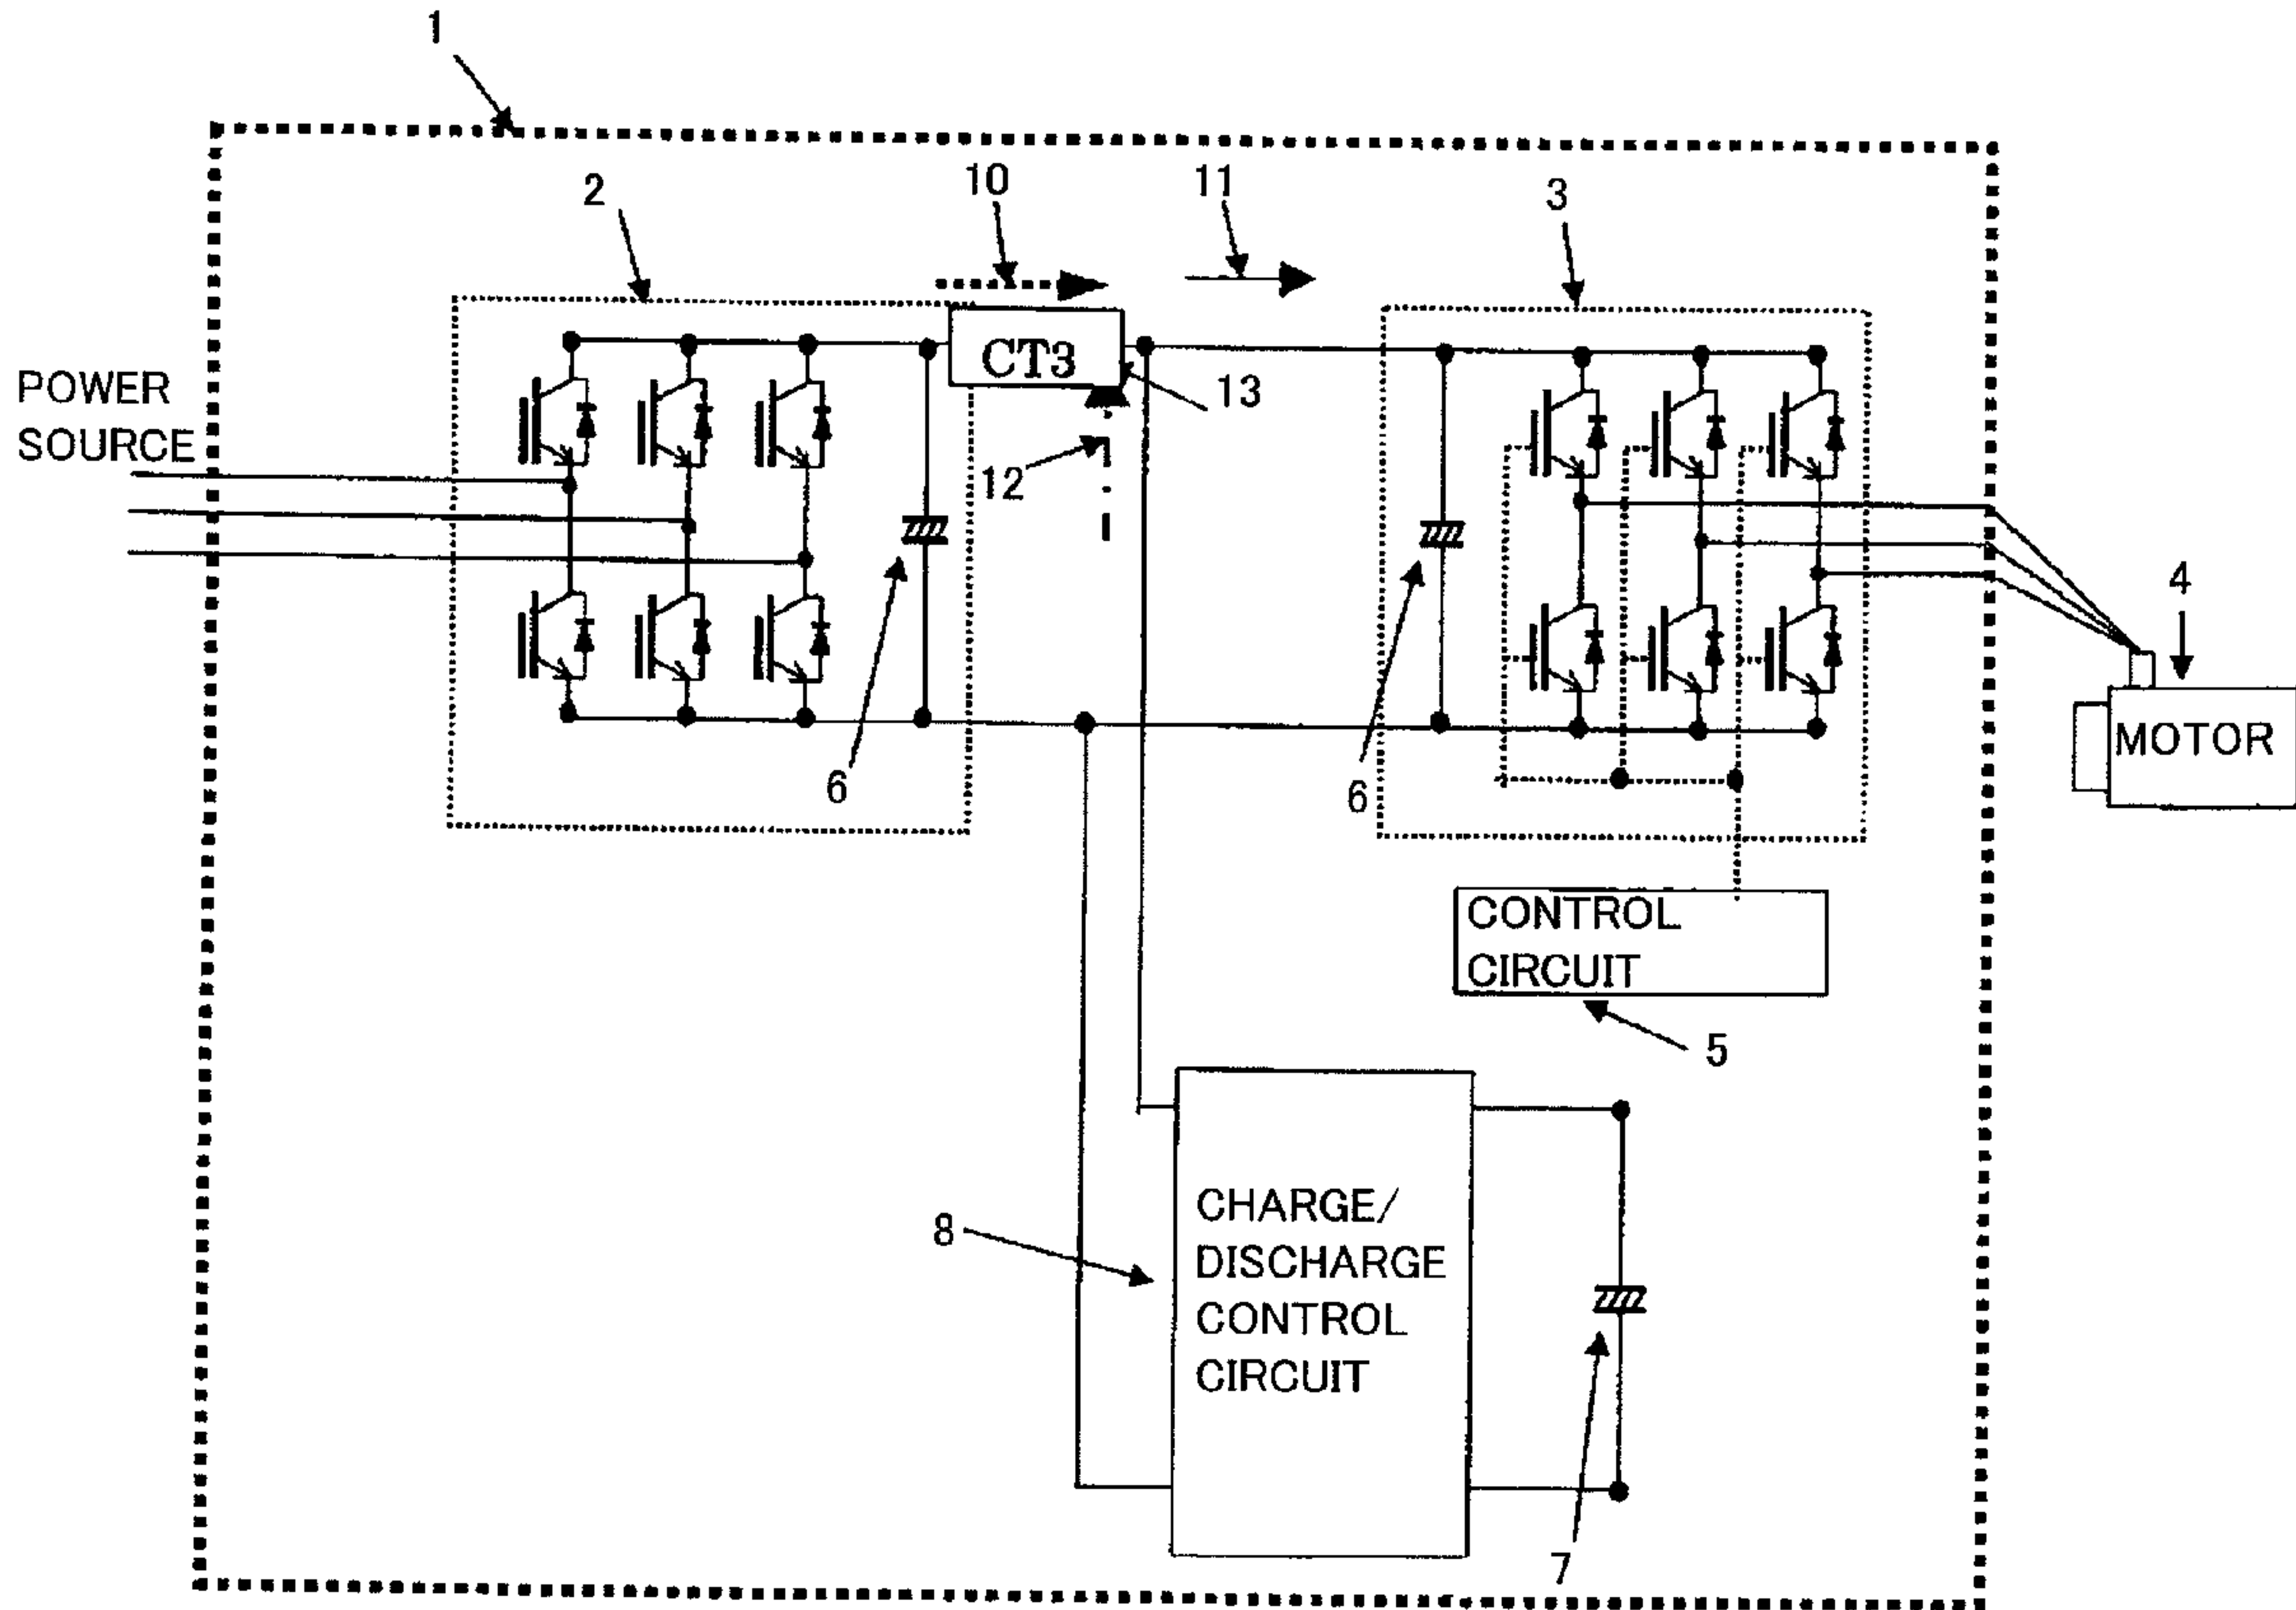 1
2
10
11
3
POWER
SOURCE
CT3
13
12
4
MOTOR
6
6
CONTROL
CIRCUIT
5
8
CHARGE/
DISCHARGE
CONTROL
CIRCUIT
7